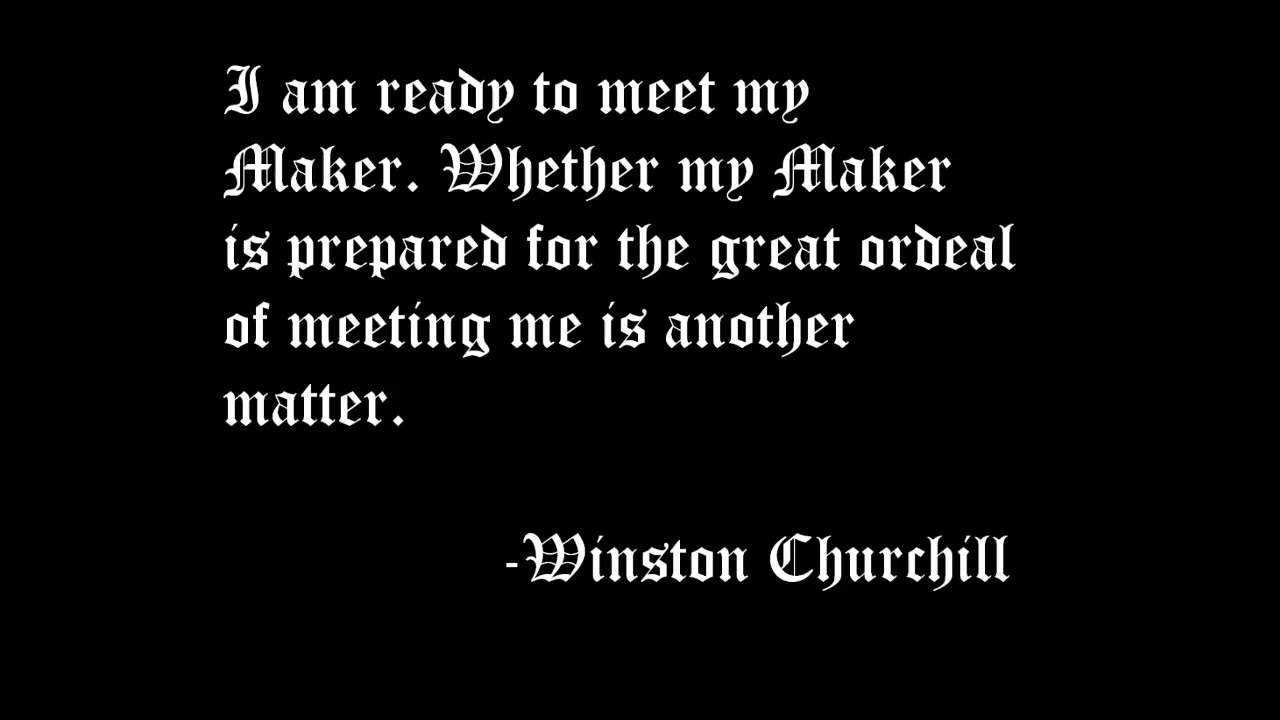 I am ready to meet my
Maker. Whether my Maker
is prepared for the great ordeal
of meeting me is another
matter.
-Winston Churchill